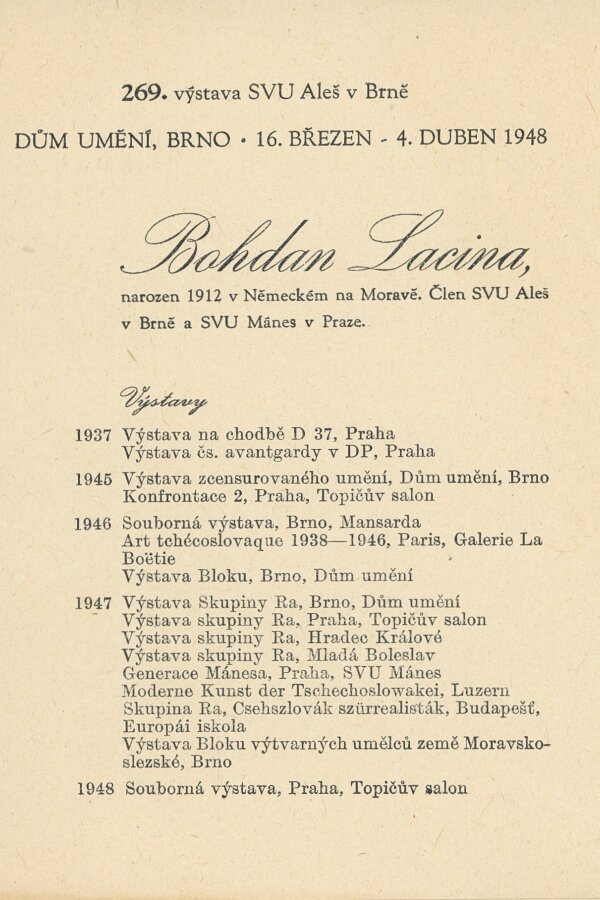 269. výstava SVU Aleš v Brně
DŮM UMĚNÍ, BRNO • 16. BŘEZEN - 4. DUBEN 1948
Bohdan Lacina,
narozen 1912 v Německém na Moravě. Člen SVU Aleš
v Brně a SVU Mánes v Praze.
Výstavy
1937 Výstava na chodbě D 37, Praha
Výstava čs. avantgardy v DP, Praha
1945 Výstava zcensurovaného umění, Dům umění, Brno
Konfrontace 2, Praha, Topičův salon
1946 Souborná výstava, Brno, Mansarda
Art tchécoslovaque 1938—1946, Paris, Galerie La
Boëtie
Výstava Bloku, Brno, Dům umění
1947 Výstava Skupiny Ra, Brno, Dům umění
Výstava skupiny Ra, Praha, Topičův salon
Výstava skupiny Ra, Hradec Králové
Výstava skupiny Ra, Mladá Boleslav
Generace Mánesa, Praha, SVU Mánes
Moderne Kunst der Tschechoslowakei, Luzern
Skupina Ra, Csehszlovák szürrealisták, Budapešť,
Europái iskola
Výstava Bloku výtvarných umělců země Moravsko-
slezské, Brno
1948 Souborná výstava, Praha, Topičův salon